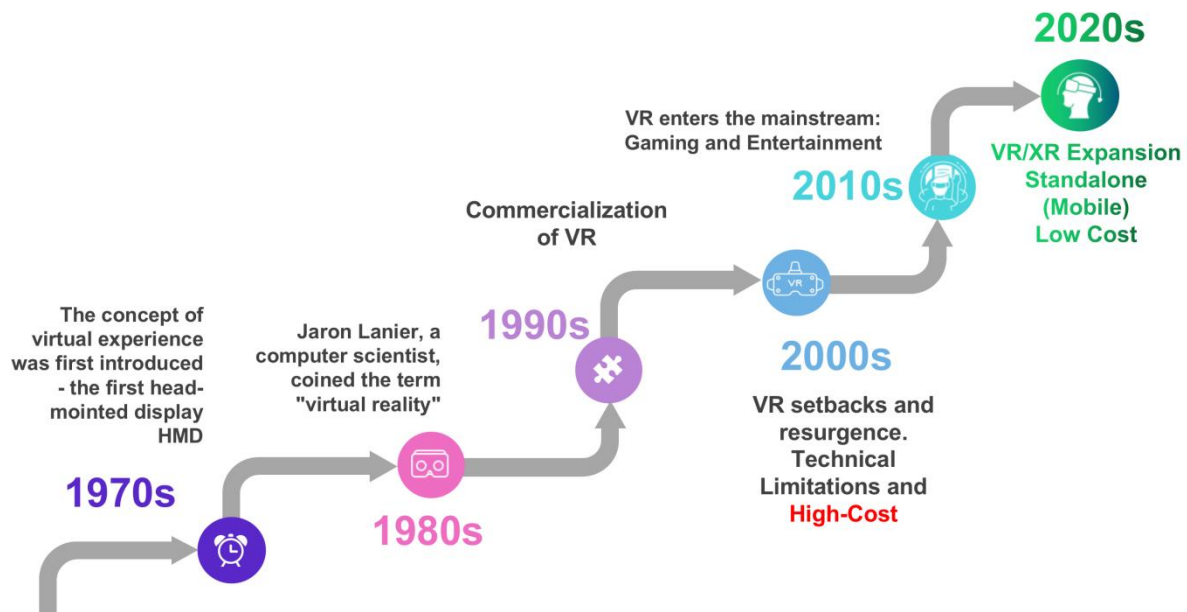 The concept of
virtual experience
was first introduced
- the first head-
mointed display
HMD
1970s
Jaron Lanier, a
computer scientist,
coined the term
"virtual reality"
1980s
Commercialization
of VR
1990s
VR
2000s
VR setbacks and
resurgence.
Technical
Limitations and
High-Cost
VR enters the mainstream:
Gaming and Entertainment
2010s
2020s
VR/XR Expansion
Standalone
(Mobile)
Low Cost